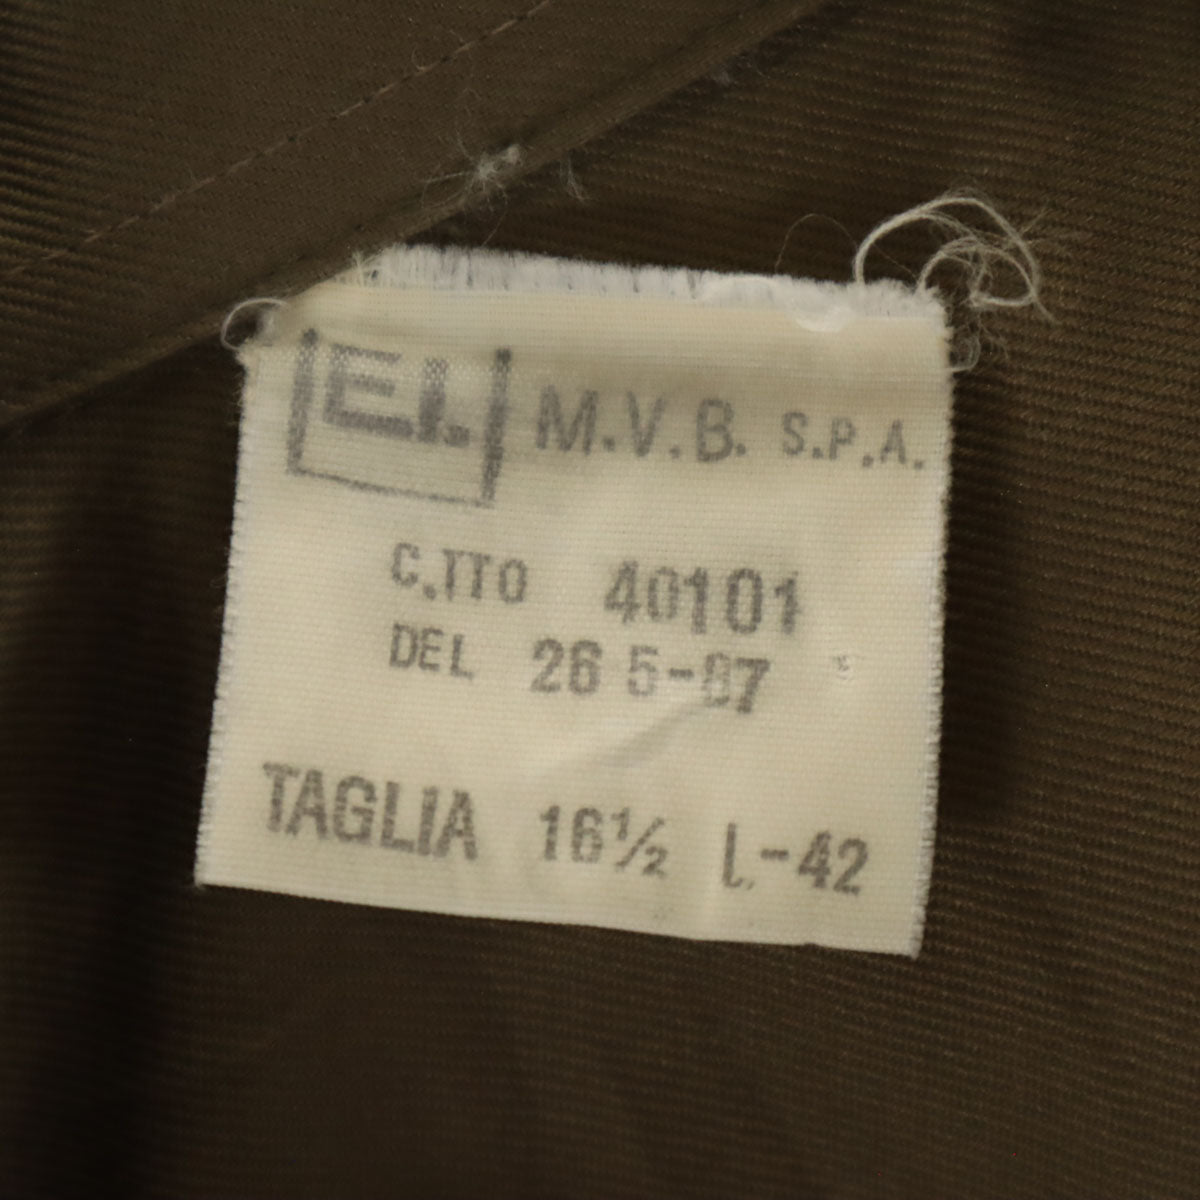 E.I. M.V.B. S.P.A.
C.TTO 40101
DEL 26 5-87
TAGLIA 16½ L-42